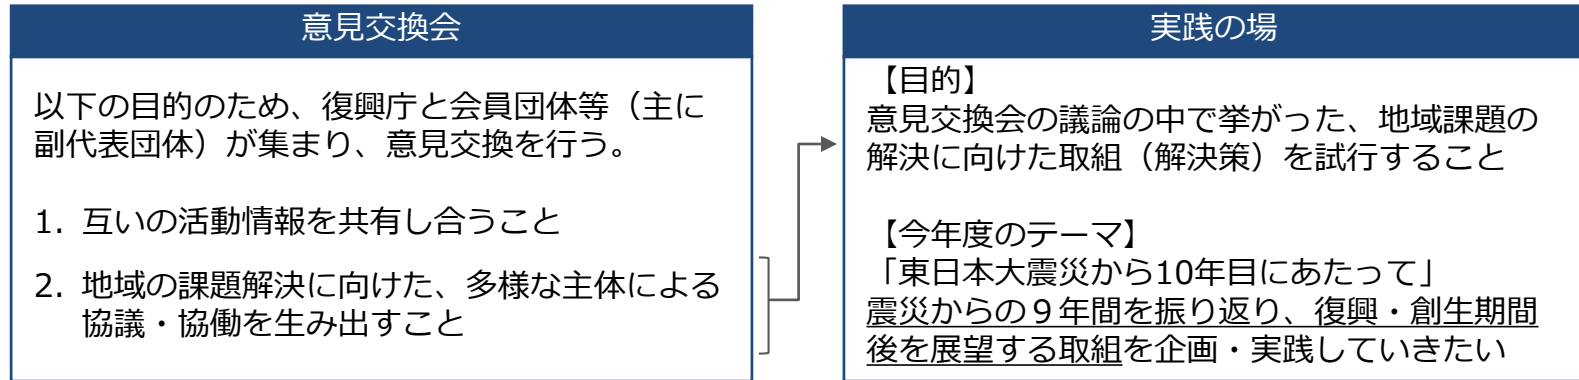 意見交換会
以下の目的のため、復興庁と会員団体等（主に
副代表団体）が集まり、意見交換を行う。
1. 互いの活動情報を共有し合うこと
2. 地域の課題解決に向けた、多様な主体による
協議・協働を生み出すこと
実践の場
【目的】
意見交換会の議論の中で挙がった、地域課題の
解決に向けた取組（解決策）を試行すること
【今年度のテーマ】
「東日本大震災から10年目にあたって」
震災からの９年間を振り返り、復興・創生期間
後を展望する取組を企画・実践していきたい